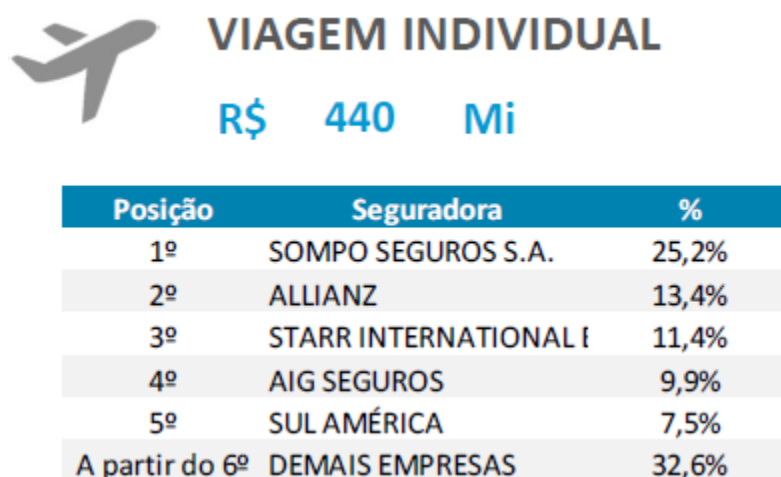 VIAGEM INDIVIDUAL
R$ 440 Mi
Posição Seguradora %
1º SOMPO SEGUROS S.A. 25,2%
2º ALLIANZ 13,4%
3º STARR INTERNATIONAL 11,4%
4º AIG SEGUROS 9,9%
5º SUL AMÉRICA 7,5%
A partir do 6º DEMAIS EMPRESAS 32,6%